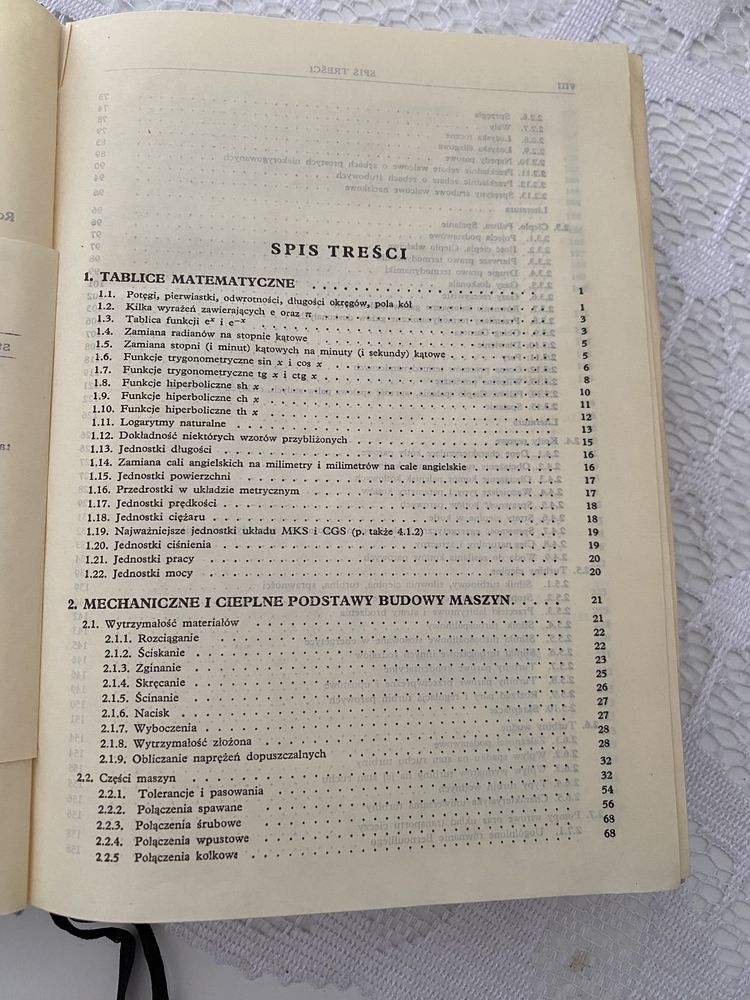 SPIS TREŚCI
1. TABLICE MATEMATYCZNE . . . . . 1
1.1. Potęgi, pierwiastki, odwrotności, długości okręgów, pola kół . . . . . 1
1.2. Kilka wyrażeń zawierających e oraz π . . . . . 3
1.3. Tablica funkcji eˣ i e⁻ˣ . . . . . 3
1.4. Zamiana radianów na stopnie kątowe . . . . . 5
1.5. Zamiana stopni (i minut) kątowych na minuty (i sekundy) kątowe . . . . . 5
1.6. Funkcje trygonometryczne sin x i cos x . . . . . 6
1.7. Funkcje trygonometryczne tg x i ctg x . . . . . 8
1.8. Funkcje hiperboliczne sh x . . . . . 10
1.9. Funkcje hiperboliczne ch x . . . . . 11
1.10. Funkcje hiperboliczne th x . . . . . 12
1.11. Logarytmy naturalne . . . . . 13
1.12. Dokładność niektórych wzorów przybliżonych . . . . . 15
1.13. Jednostki długości . . . . . 16
1.14. Zamiana cali angielskich na milimetry i milimetrów na cale angielskie . . . . . 16
1.15. Jednostki powierzchni . . . . . 17
1.16. Przedrostki w układzie metrycznym . . . . . 17
1.17. Jednostki prędkości . . . . . 18
1.18. Jednostki ciężaru . . . . . 18
1.19. Najważniejsze jednostki układu MKS i CGS (p. także 4.1.2) . . . . . 19
1.20. Jednostki ciśnienia . . . . . 19
1.21. Jednostki pracy . . . . . 20
1.22. Jednostki mocy . . . . . 20
2. MECHANICZNE I CIEPLNE PODSTAWY BUDOWY MASZYN . . . . . 21
2.1. Wytrzymałość materiałów . . . . . 21
2.1.1. Rozciąganie . . . . . 22
2.1.2. Ściskanie . . . . . 22
2.1.3. Zginanie . . . . . 23
2.1.4. Skręcanie . . . . . 25
2.1.5. Ścinanie . . . . . 26
2.1.6. Nacisk . . . . . 27
2.1.7. Wyboczenia . . . . . 27
2.1.8. Wytrzymałość złożona . . . . . 28
2.1.9. Obliczanie naprężeń dopuszczalnych . . . . . 28
2.2. Części maszyn . . . . . 32
2.2.1. Tolerancje i pasowania . . . . . 32
2.2.2. Połączenia spawane . . . . . 54
2.2.3. Połączenia śrubowe . . . . . 56
2.2.4. Połączenia wpustowe . . . . . 68
2.2.5 Połączenia kołkowe . . . . . 68